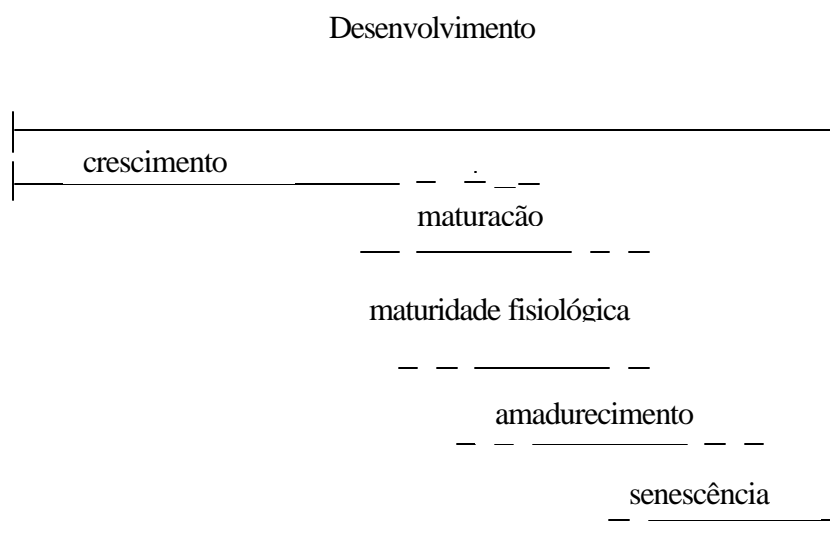 Desenvolvimento
crescimento
maturacão
maturidade fisiológica
amadurecimento
senescência